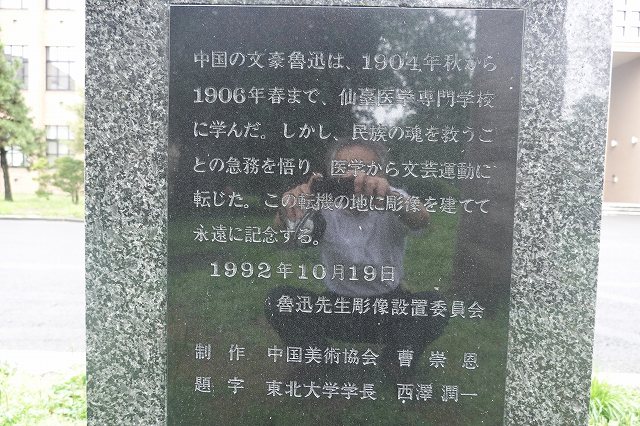 中国の文豪魯迅は、1904年秋から
1906年春まで、仙臺医学専門学校
に学んだ。しかし、民族の魂を救うこ
との急務を悟り、医学から文芸運動に
転じた。この転機の地に彫像を建てて
永遠に記念する。
1992年10月19日
魯迅先生彫像設置委員会
制作 中国美術協会 曹崇恩
題字 東北大学学長 西澤潤一